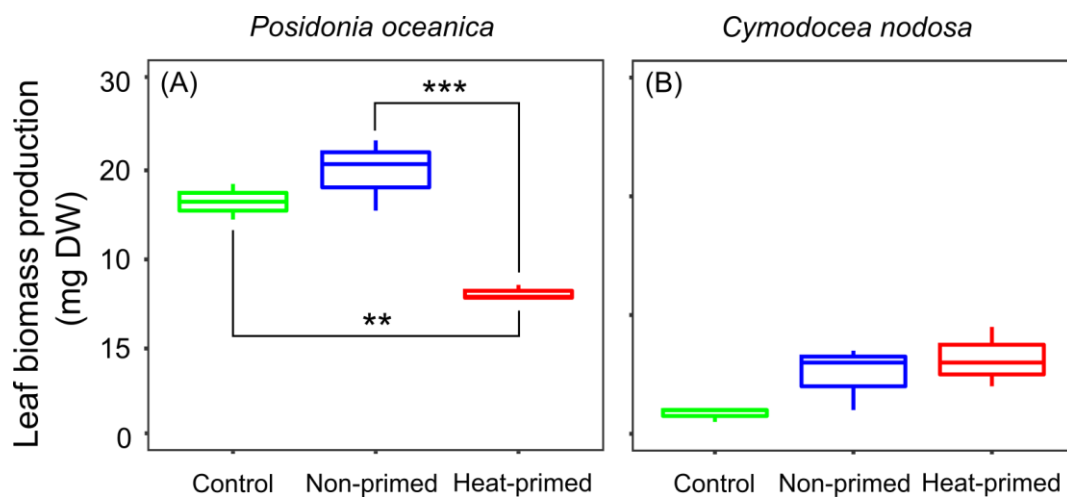 Posidonia oceanica
Cymodocea nodosa
Leaf biomass production
(mg DW)
30
20
10
15
0
(A)
***
**
(B)
Control
Non-primed
Heat-primed
Control
Non-primed
Heat-primed